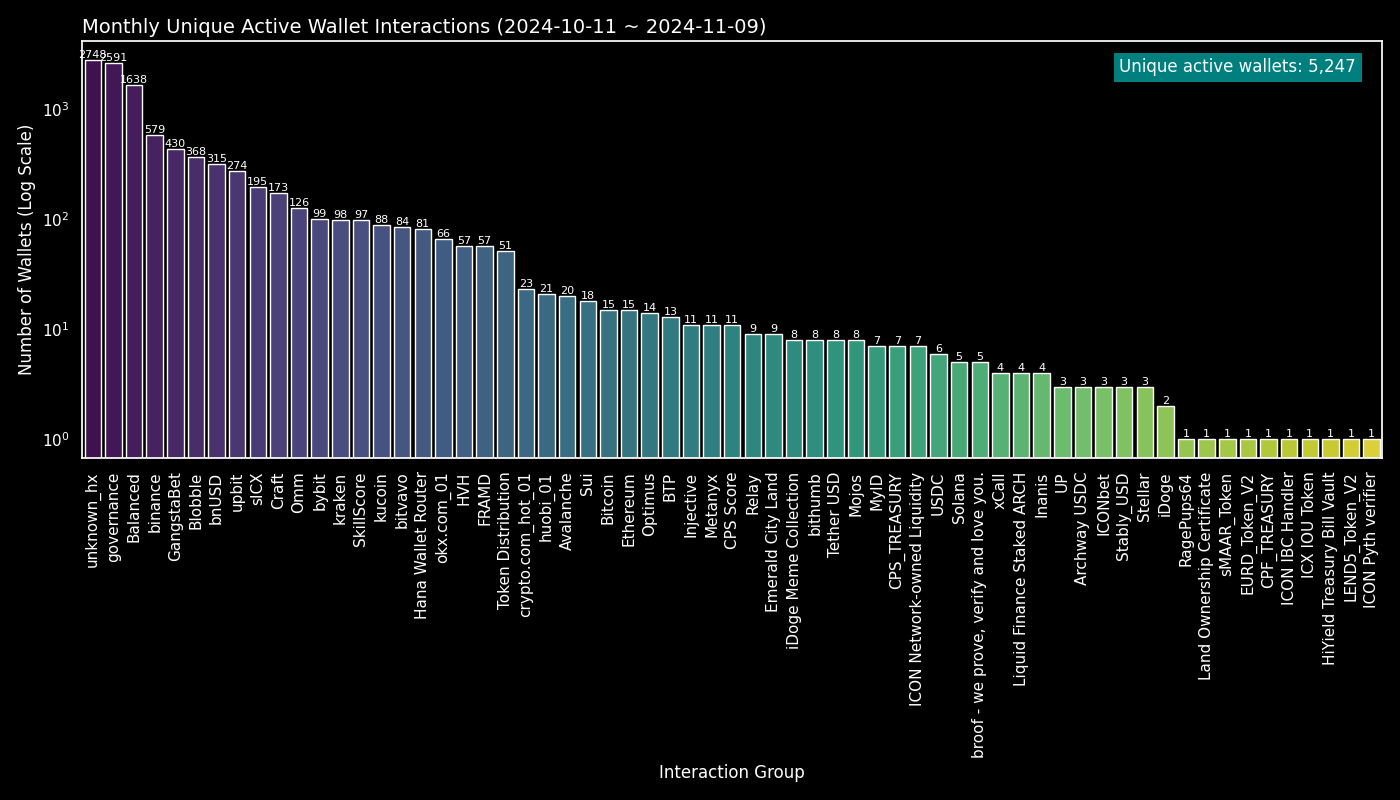 Monthly Unique Active Wallet Interactions (2024-10-11 ~ 2024-11-09)
Unique active wallets: 5,247
Number of Wallets (Log Scale)
10³
10²
10¹
10⁰
2748
2591
1638
579
430
368
315
274
195
173
126
99
98
97
88
84
81
66
57
57
51
23
21
20
18
15
15
14
13
11
11
11
9
9
8
8
8
8
7
7
7
6
5
5
4
4
4
3
3
3
3
3
2
1
1
1
1
1
1
1
1
1
1
unknown_hx
governance
Balanced
binance
GangstaBet
Blobble
bnUSD
upbit
sICX
Craft
Omm
bybit
kraken
SkillScore
kucoin
bitvavo
Hana Wallet Router
okx.com_01
HVH
FRAMD
Token Distribution
crypto.com_hot_01
huobi_01
Avalanche
Sui
Bitcoin
Ethereum
Optimus
BTP
Injective
Metanyx
CPS Score
Relay
Emerald City Land
iDoge Meme Collection
bithumb
Tether USD
Mojos
MyID
CPS_TREASURY
ICON Network-owned Liquidity
USDC
Solana
broof - we prove, verify and love you.
xCall
Liquid Finance Staked ARCH
Inanis
UP
Archway USDC
ICONbet
Stably_USD
Stellar
iDoge
RagePups64
Land Ownership Certificate
sMAAR_Token
EURD_Token_V2
CPF_TREASURY
ICON IBC Handler
ICX IOU Token
HiYield Treasury Bill Vault
LEND5_Token_V2
ICON Pyth verifier
Interaction Group